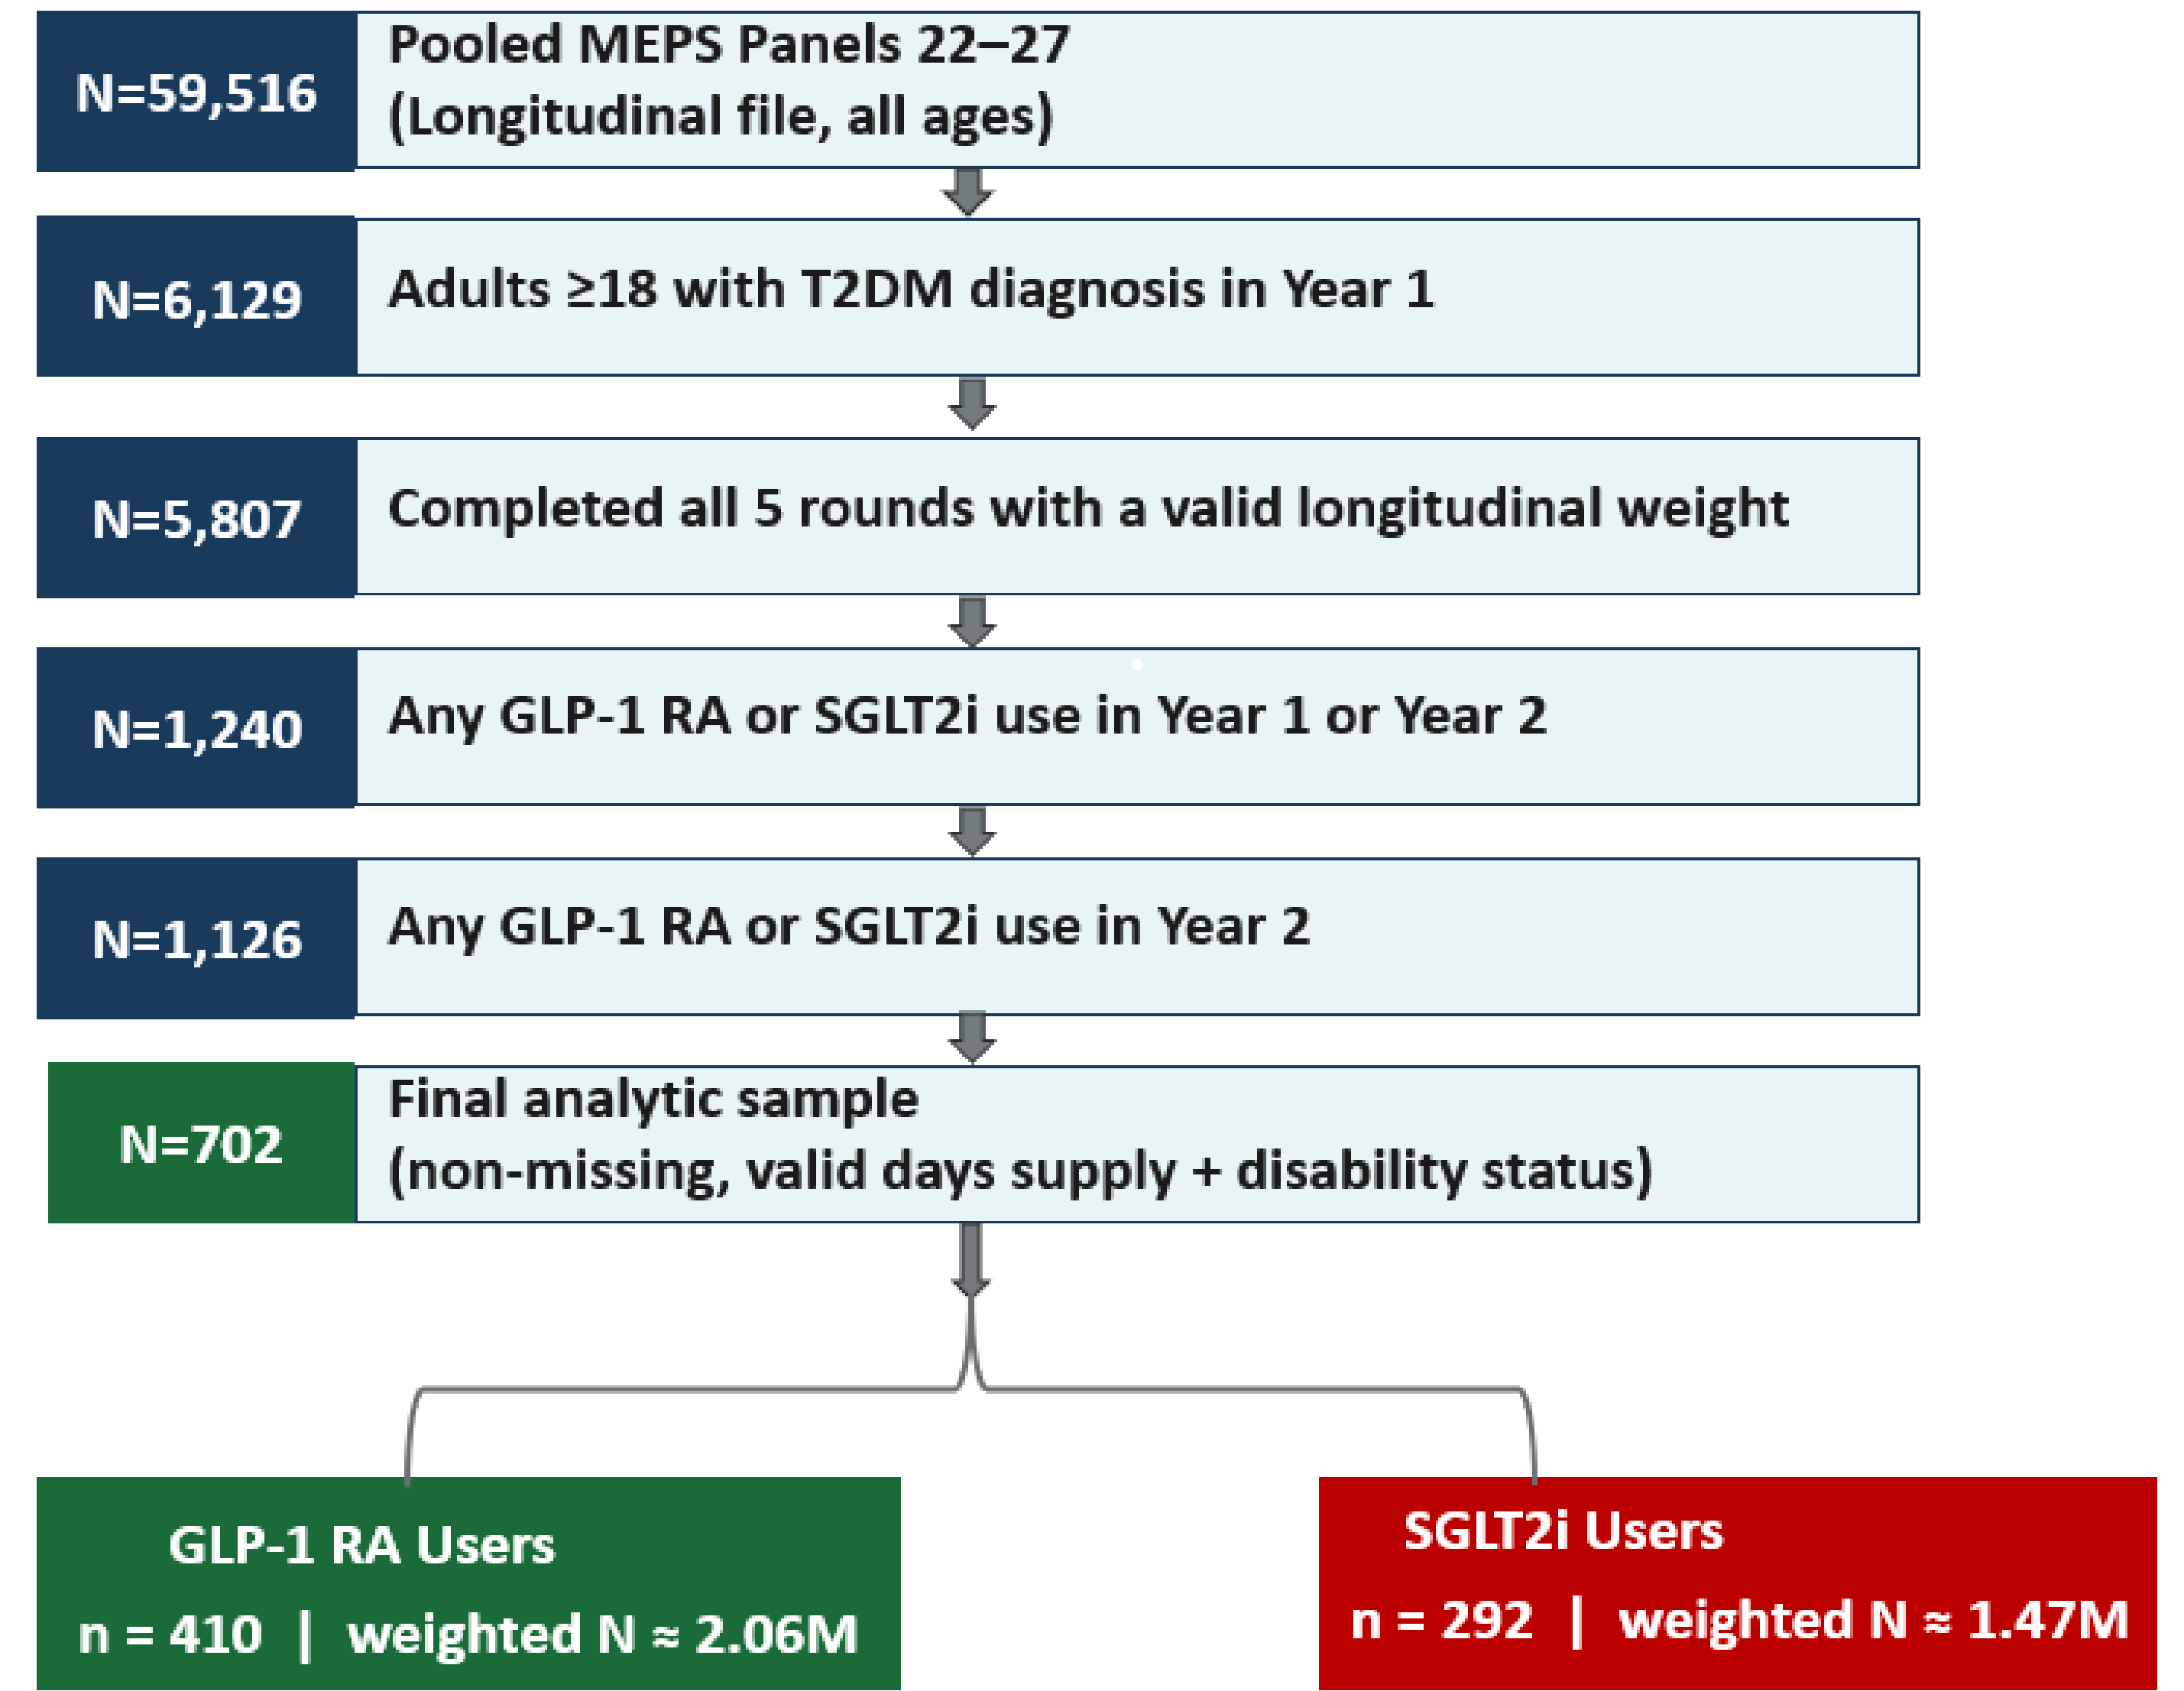 N=59,516
Pooled MEPS Panels 22–27
(Longitudinal file, all ages)
N=6,129
Adults ≥18 with T2DM diagnosis in Year 1
N=5,807
Completed all 5 rounds with a valid longitudinal weight
N=1,240
Any GLP-1 RA or SGLT2i use in Year 1 or Year 2
N=1,126
Any GLP-1 RA or SGLT2i use in Year 2
N=702
Final analytic sample
(non-missing, valid days supply + disability status)
GLP-1 RA Users
n = 410 | weighted N ≈ 2.06M
SGLT2i Users
n = 292 | weighted N ≈ 1.47M